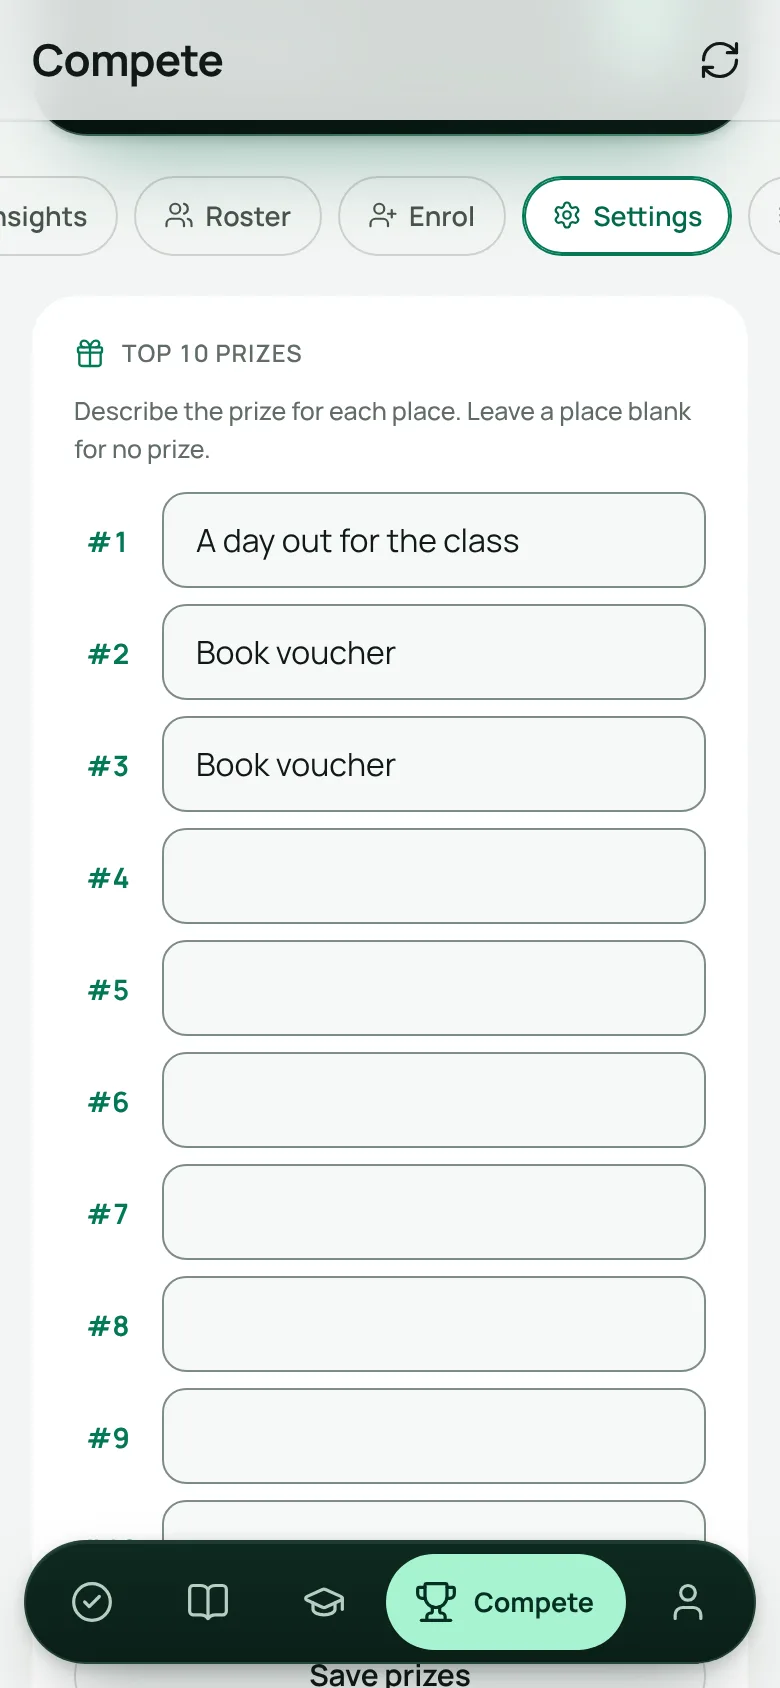 Compete
nsights
Roster
Enrol
Settings
TOP 10 PRIZES
Describe the prize for each place. Leave a place blank
for no prize.
#1 A day out for the class
#2 Book voucher
#3 Book voucher
#4
#5
#6
#7
#8
#9
Compete
Save prizes